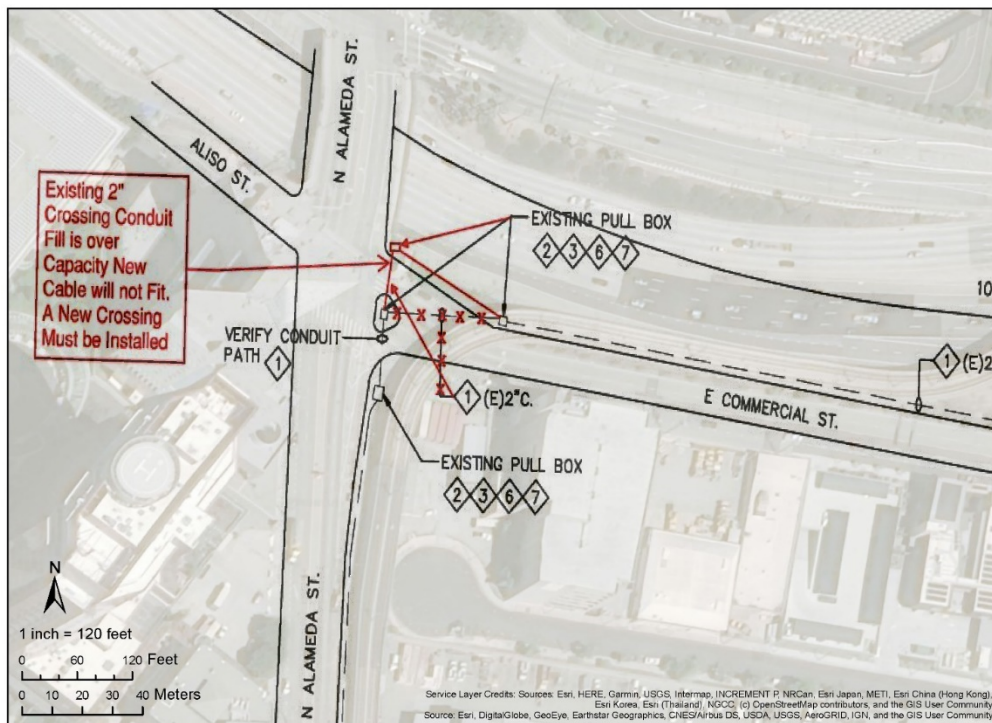 N ALAMEDA ST.
ALISO ST.
Existing 2"
Crossing Conduit
Fill is over
Capacity New
Cable will not Fit.
A New Crossing
Must be Installed
EXISTING PULL BOX
2 3 6 7
10
VERIFY CONDUIT
PATH 1
1 (E)2
1 (E)2"C.
E COMMERCIAL ST.
EXISTING PULL BOX
2 3 6 7
N
1 inch = 120 feet
0 60 120 Feet
0 10 20 40 Meters
N ALAMEDA ST.
Service Layer Credits: Sources: Esri, HERE, Garmin, USGS, Intermap, INCREMENT P, NRCan, Esri Japan, METI, Esri China (Hong Kong),
Esri Korea, Esri (Thailand), NGCC, (c) OpenStreetMap contributors, and the GIS User Community
Source: Esri, DigitalGlobe, GeoEye, Earthstar Geographics, CNES/Airbus DS, USDA, USGS, AeroGRID, IGN, and the GIS User Community